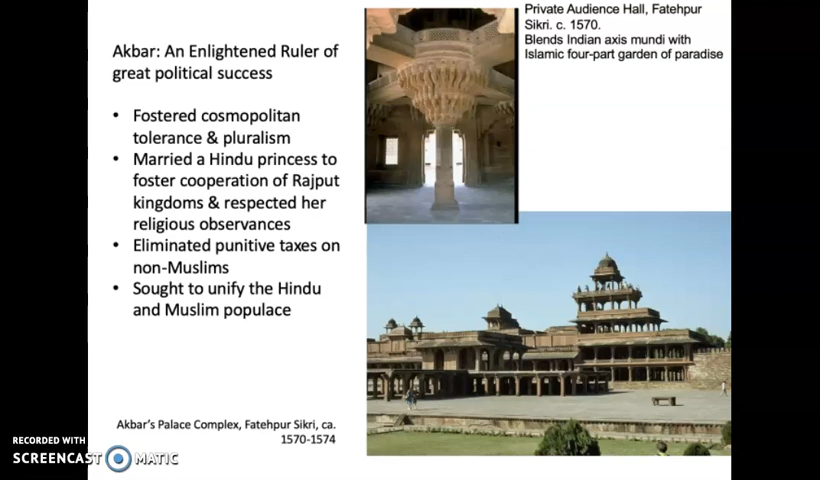 Akbar: An Enlightened Ruler of
great political success
• Fostered cosmopolitan
tolerance & pluralism
• Married a Hindu princess to
foster cooperation of Rajput
kingdoms & respected her
religious observances
• Eliminated punitive taxes on
non-Muslims
• Sought to unify the Hindu
and Muslim populace
Private Audience Hall, Fatehpur
Sikri. c. 1570.
Blends Indian axis mundi with
Islamic four-part garden of paradise
Akbar's Palace Complex, Fatehpur Sikri, ca.
1570-1574
RECORDED WITH
SCREENCAST MATIC